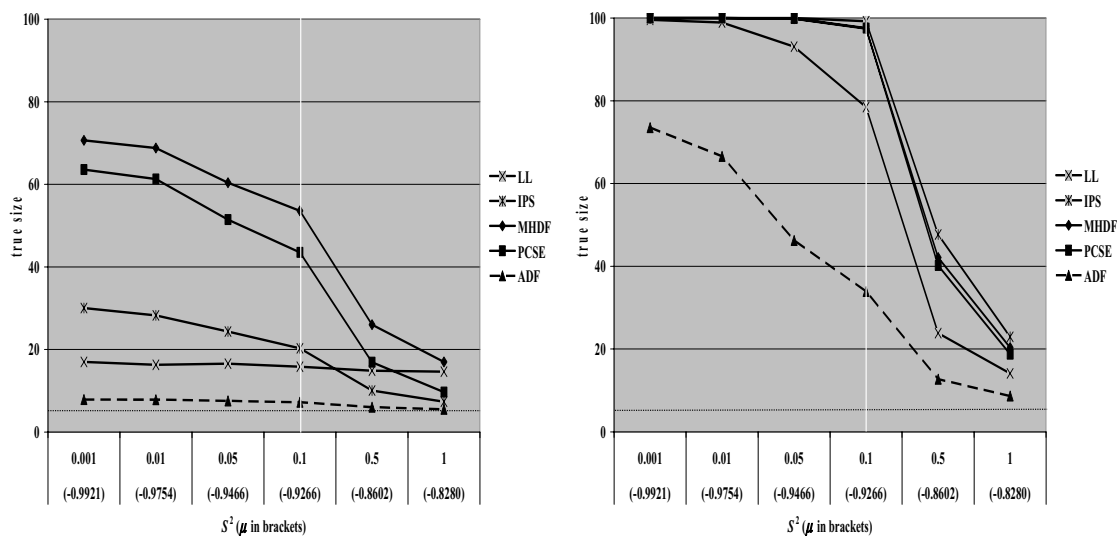 100
80
60
40
20
0
true size
0.001 0.01 0.05 0.1 0.5 1
(-0.9921) (-0.9754) (-0.9466) (-0.9266) (-0.8602) (-0.8280)
S² (μ in brackets)
LL
IPS
MHDF
PCSE
ADF
100
80
60
40
20
0
true size
0.001 0.01 0.05 0.1 0.5 1
(-0.9921) (-0.9754) (-0.9466) (-0.9266) (-0.8602) (-0.8280)
S² (μ in brackets)
LL
IPS
MHDF
PCSE
ADF